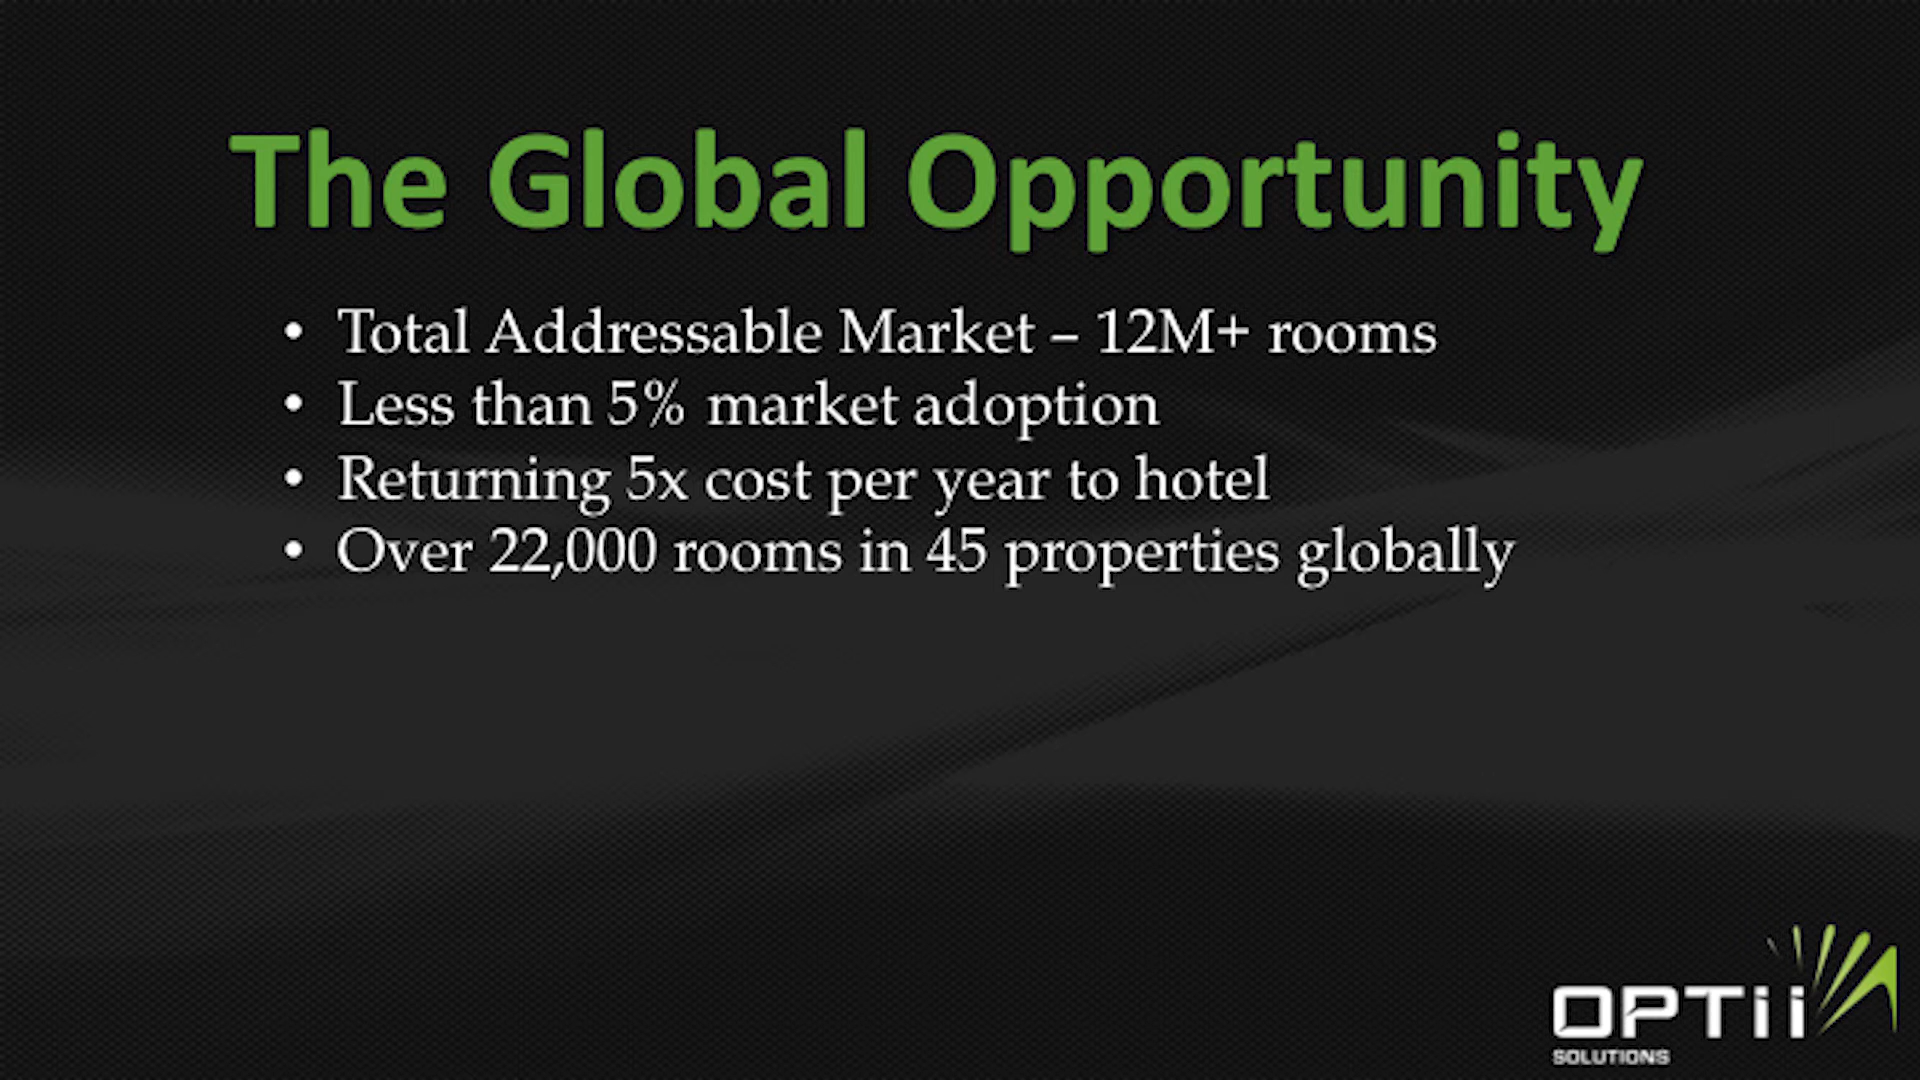 The Global Opportunity
• Total Addressable Market – 12M+ rooms
• Less than 5% market adoption
• Returning 5x cost per year to hotel
• Over 22,000 rooms in 45 properties globally
OPTii
SOLUTIONS